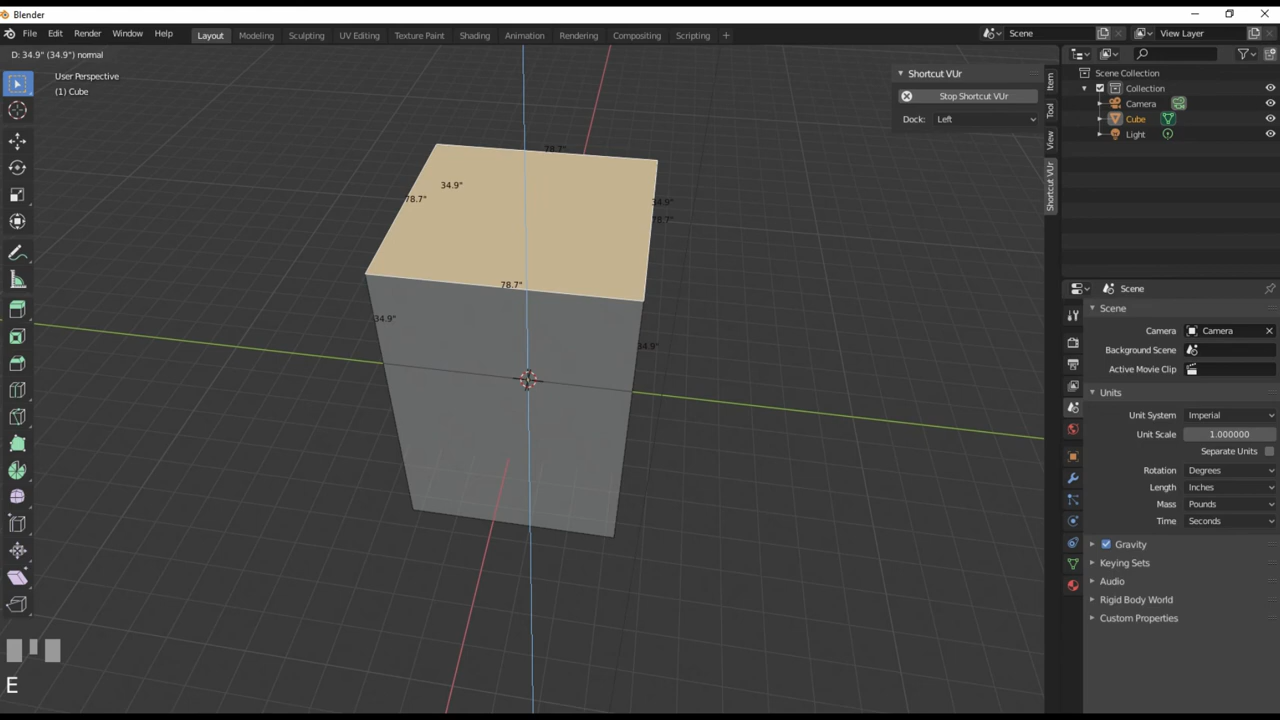 Blender
File Edit Render Window Help Layout Modeling Sculpting UV Editing Texture Paint Shading Animation Rendering Compositing Scripting + Scene View Layer
D: 34.9" (34.9") normal
User Perspective
(1) Cube
Shortcut VUr
Stop Shortcut VUr
Dock: Left
Item
Tool
View
Shortcut VUr
Scene Collection
Collection
Camera
Cube
Light
78.7"
34.9"
78.7"
34.9"
78.7"
78.7"
34.9"
34.9"
Scene
Scene
Camera Camera
Background Scene
Active Movie Clip
Units
Unit System Imperial
Unit Scale 1.000000
Separate Units
Rotation Degrees
Length Inches
Mass Pounds
Time Seconds
Gravity
Keying Sets
Audio
Rigid Body World
Custom Properties
E